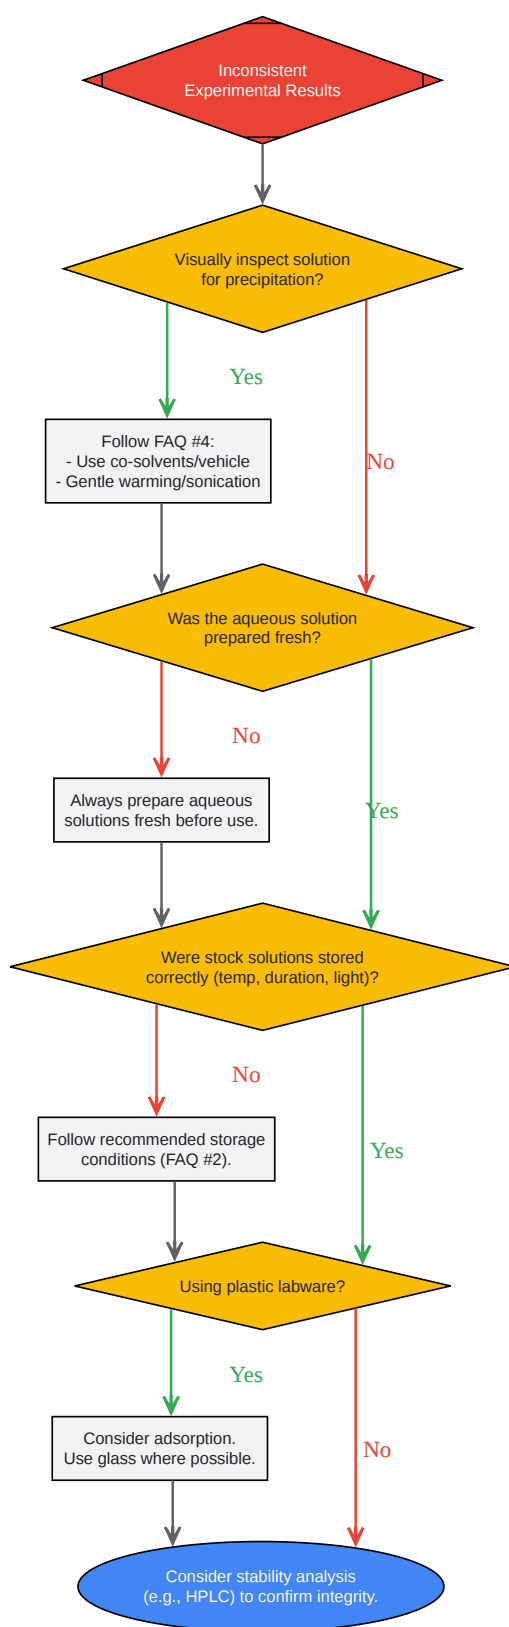 Inconsistent
Experimental Results
Visually inspect solution
for precipitation?
Yes
Follow FAQ #4:
- Use co-solvents/vehicle
- Gentle warming/sonication
No
Was the aqueous solution
prepared fresh?
No
Always prepare aqueous
solutions fresh before use.
Yes
Were stock solutions stored
correctly (temp, duration, light)?
No
Follow recommended storage
conditions (FAQ #2).
Yes
Using plastic labware?
Yes
Consider adsorption.
Use glass where possible.
No
Consider stability analysis
(e.g., HPLC) to confirm integrity.